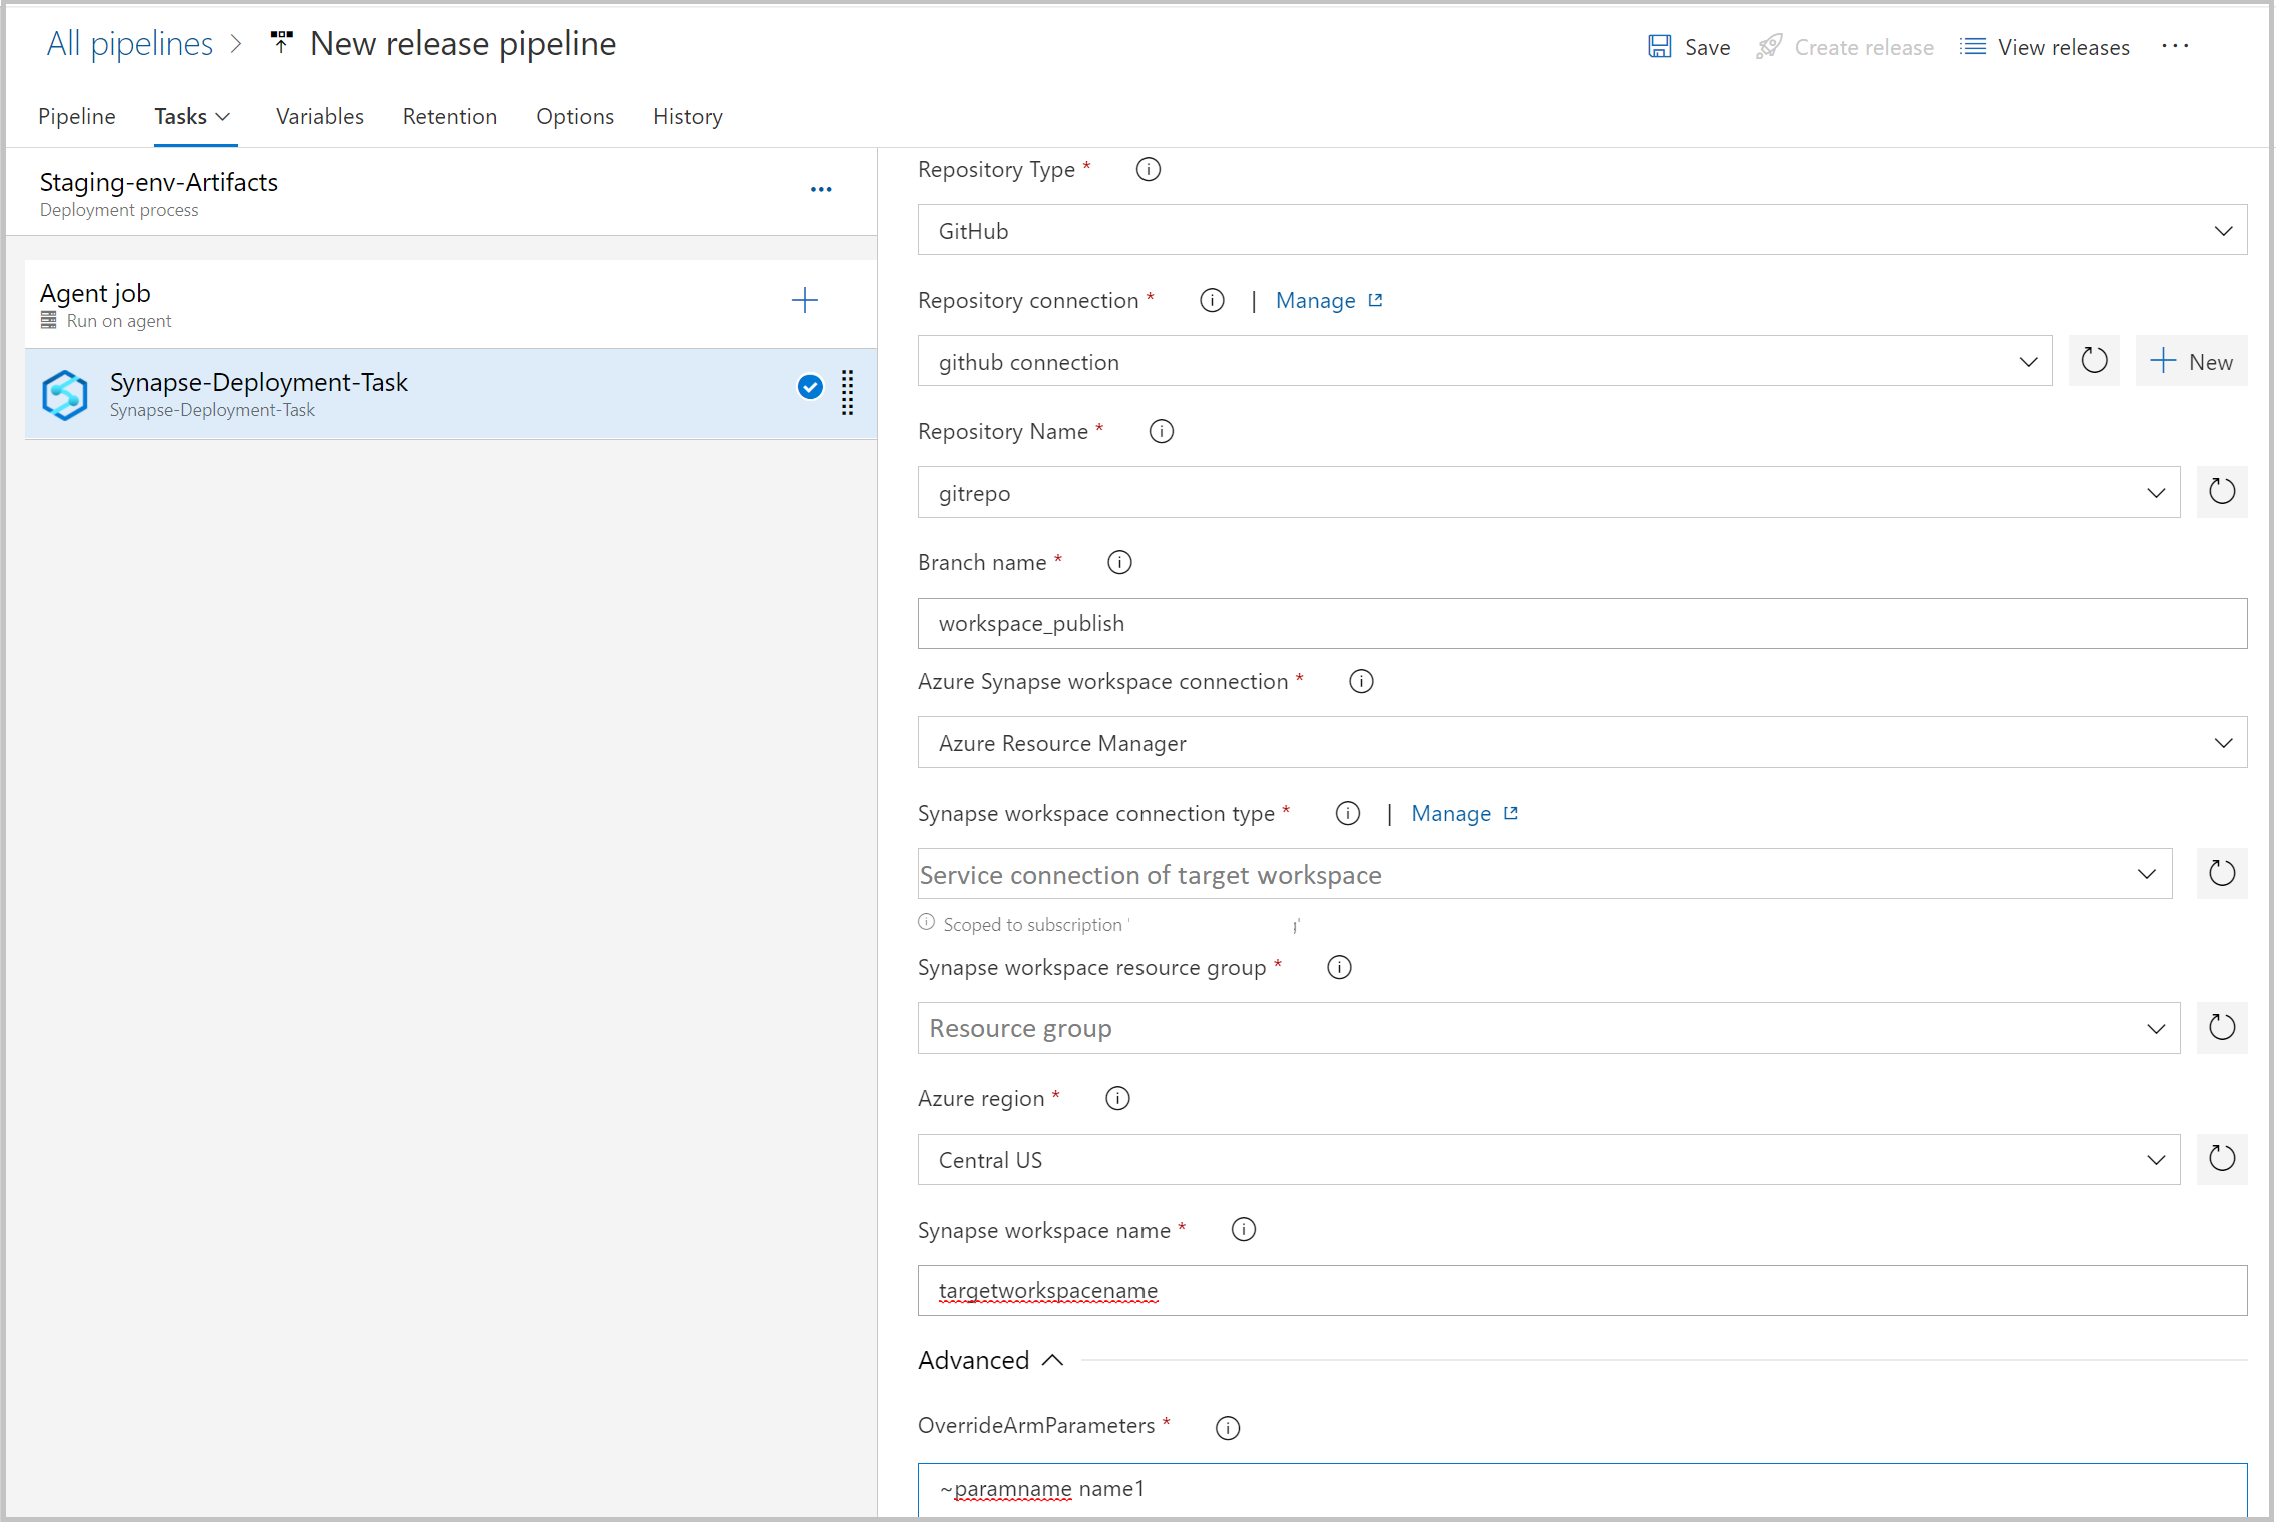 All pipelines > New release pipeline
Save Create release View releases ...
Pipeline Tasks Variables Retention Options History
Staging-env-Artifacts
Deployment process
...
Agent job
Run on agent
Synapse-Deployment-Task
Synapse-Deployment-Task
Repository Type *
GitHub
Repository connection * | Manage
github connection
New
Repository Name *
gitrepo
Branch name *
workspace_publish
Azure Synapse workspace connection *
Azure Resource Manager
Synapse workspace connection type * | Manage
Service connection of target workspace
Scoped to subscription ' '
Synapse workspace resource group *
Resource group
Azure region *
Central US
Synapse workspace name *
targetworkspacename
Advanced
OverrideArmParameters *
~paramname name1